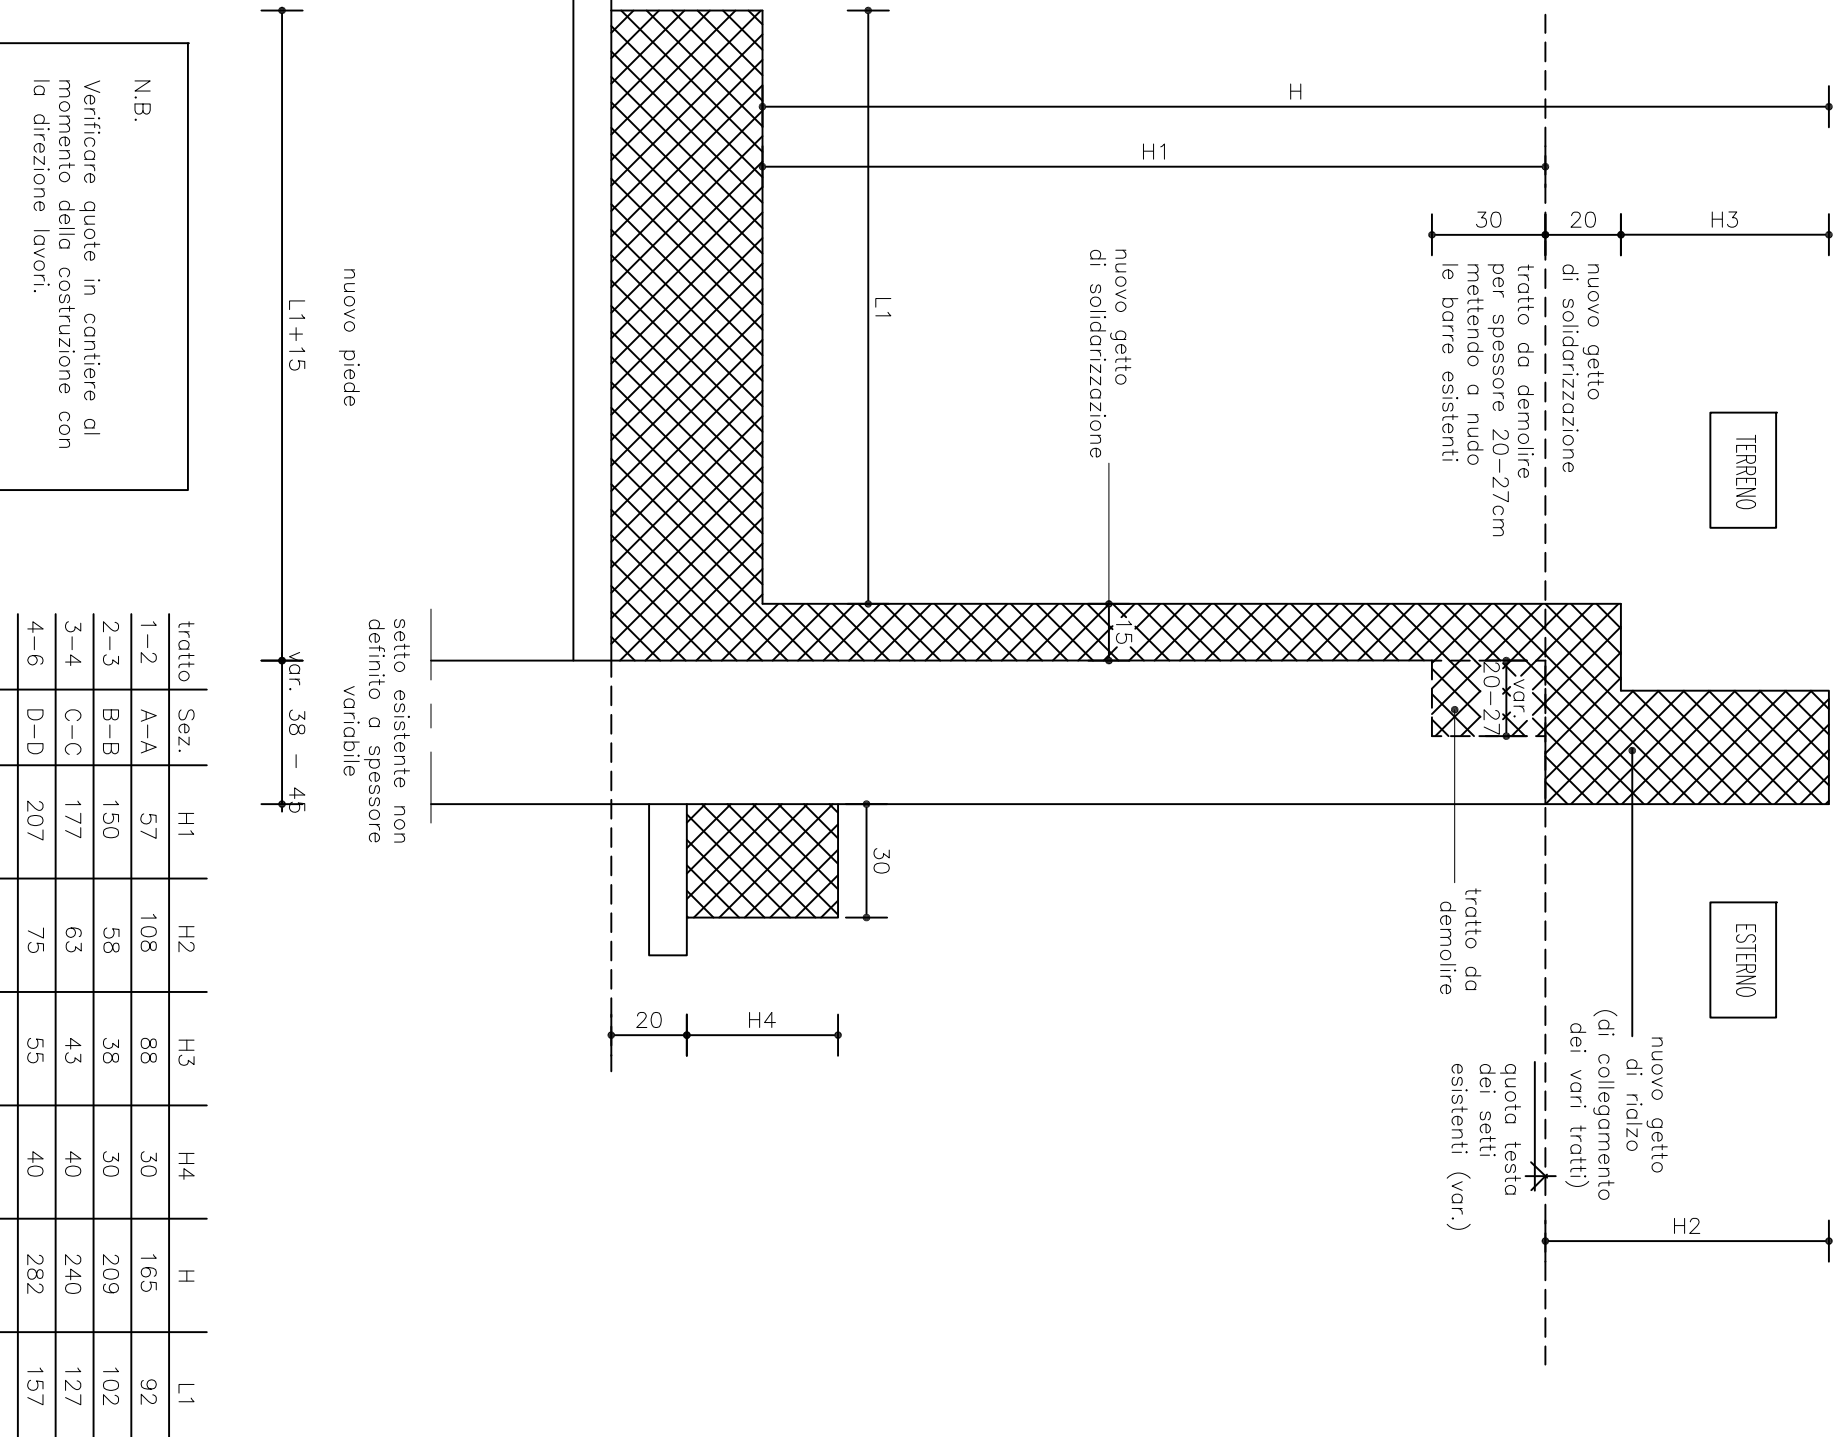 H
H1
30
20
H3
nuovo getto
di solidarizzazione
tratto da demolire
per spessore 20-27cm
mettendo a nudo
le barre esistenti
TERRENO
nuovo getto
di solidarizzazione
L1
15
var.
20-27
tratto da
demolire
ESTERNO
nuovo getto
di rialzo
(di collegamento
dei vari tratti)
quota testa
dei setti
esistenti (var.)
H2
30
20
H4
nuovo piede
L1+15
setto esistente non
definito a spessore
variabile
var. 38 - 45
N.B.
Verificare quote in cantiere al
momento della costruzione con
la direzione lavori.
tratto Sez. H1 H2 H3 H4 H L1
1-2 A-A 57 108 88 30 165 92
2-3 B-B 150 58 38 30 209 102
3-4 C-C 177 63 43 40 240 127
4-6 D-D 207 75 55 40 282 157